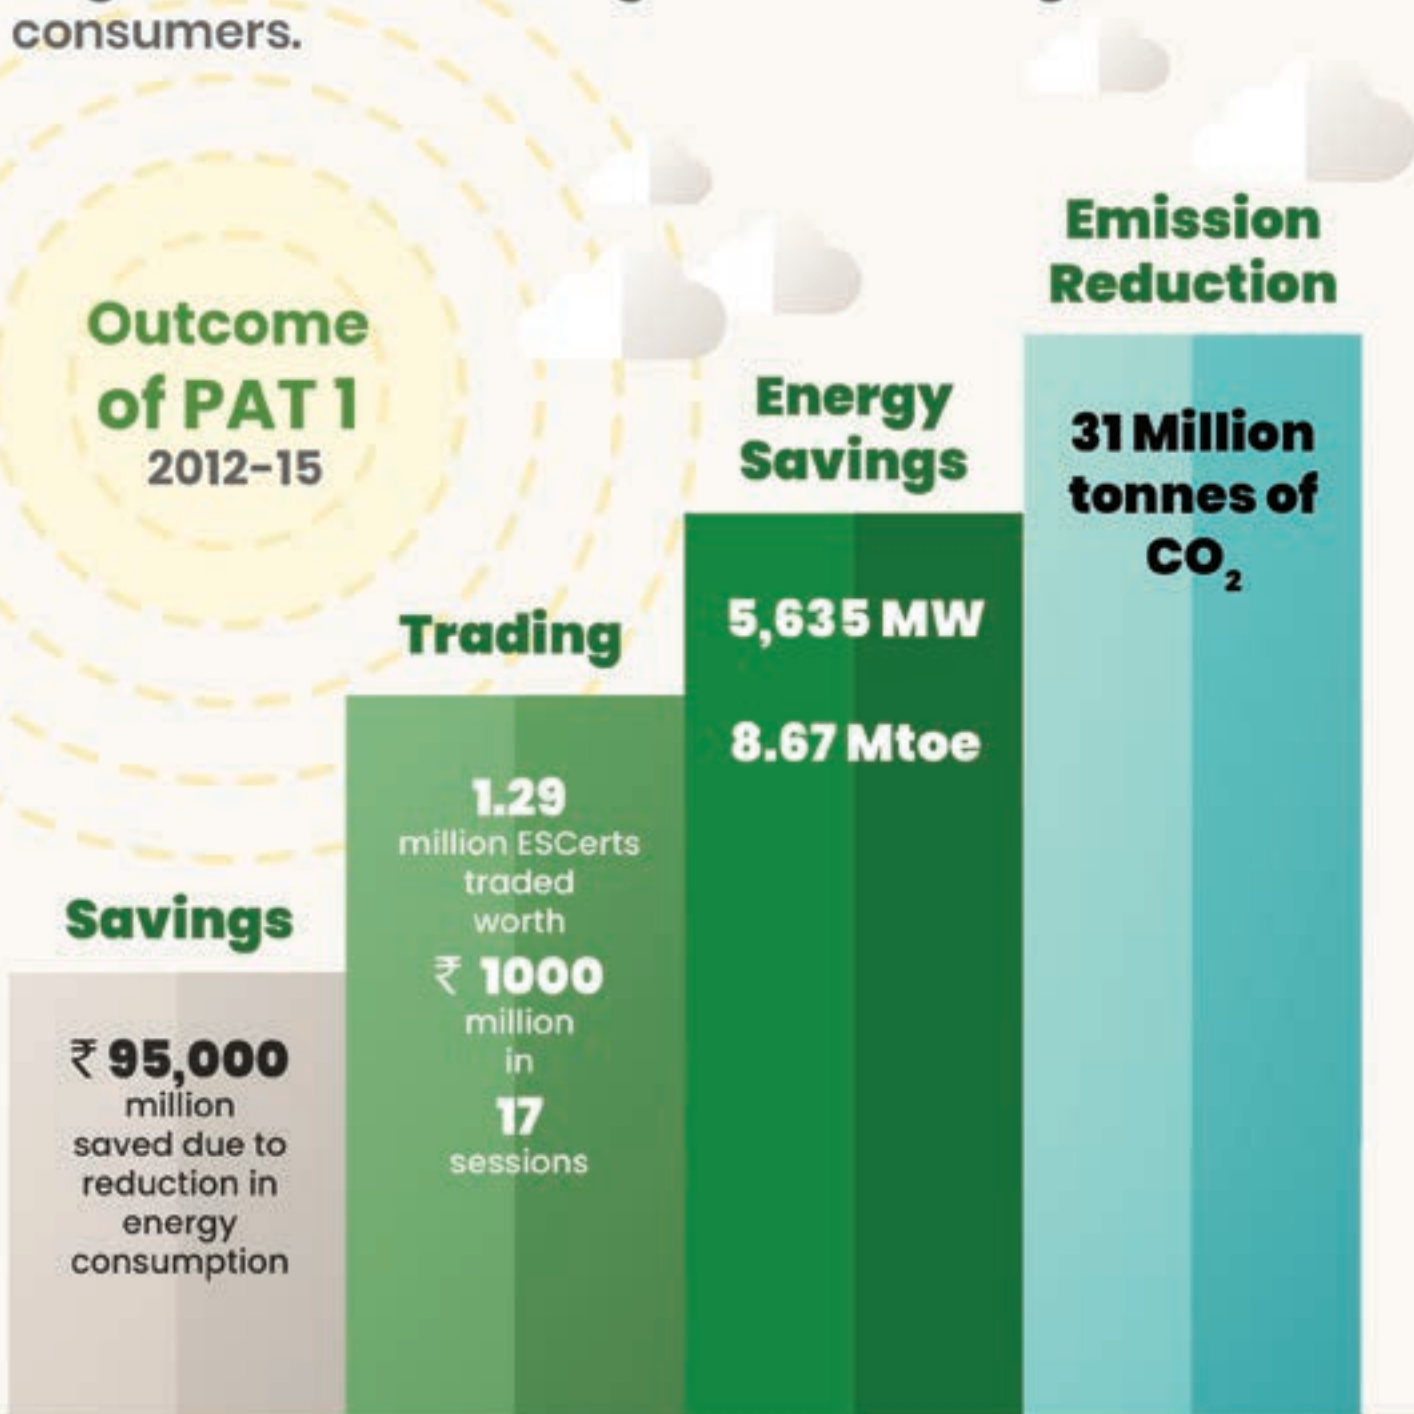 consumers.
Outcome
of PAT 1
2012-15
Savings
₹ 95,000
million
saved due to
reduction in
energy
consumption
Trading
1.29
million ESCerts
traded
worth
₹ 1000
million
in
17
sessions
Energy
Savings
5,635 MW
8.67 Mtoe
Emission
Reduction
31 Million
tonnes of
CO₂